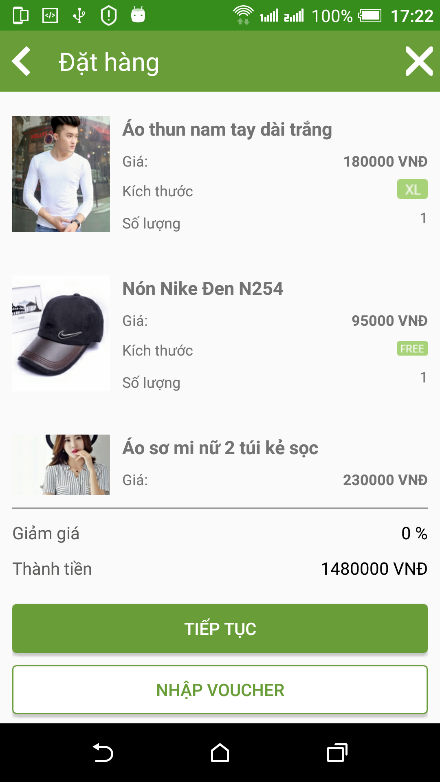 100% 17:22
Đặt hàng
Áo thun nam tay dài trắng
Giá: 180000 VNĐ
Kích thước XL
Số lượng 1
Nón Nike Đen N254
Giá: 95000 VNĐ
Kích thước FREE
Số lượng 1
Áo sơ mi nữ 2 túi kẻ sọc
Giá: 230000 VNĐ
Giảm giá 0 %
Thành tiền 1480000 VNĐ
TIẾP TỤC
NHẬP VOUCHER